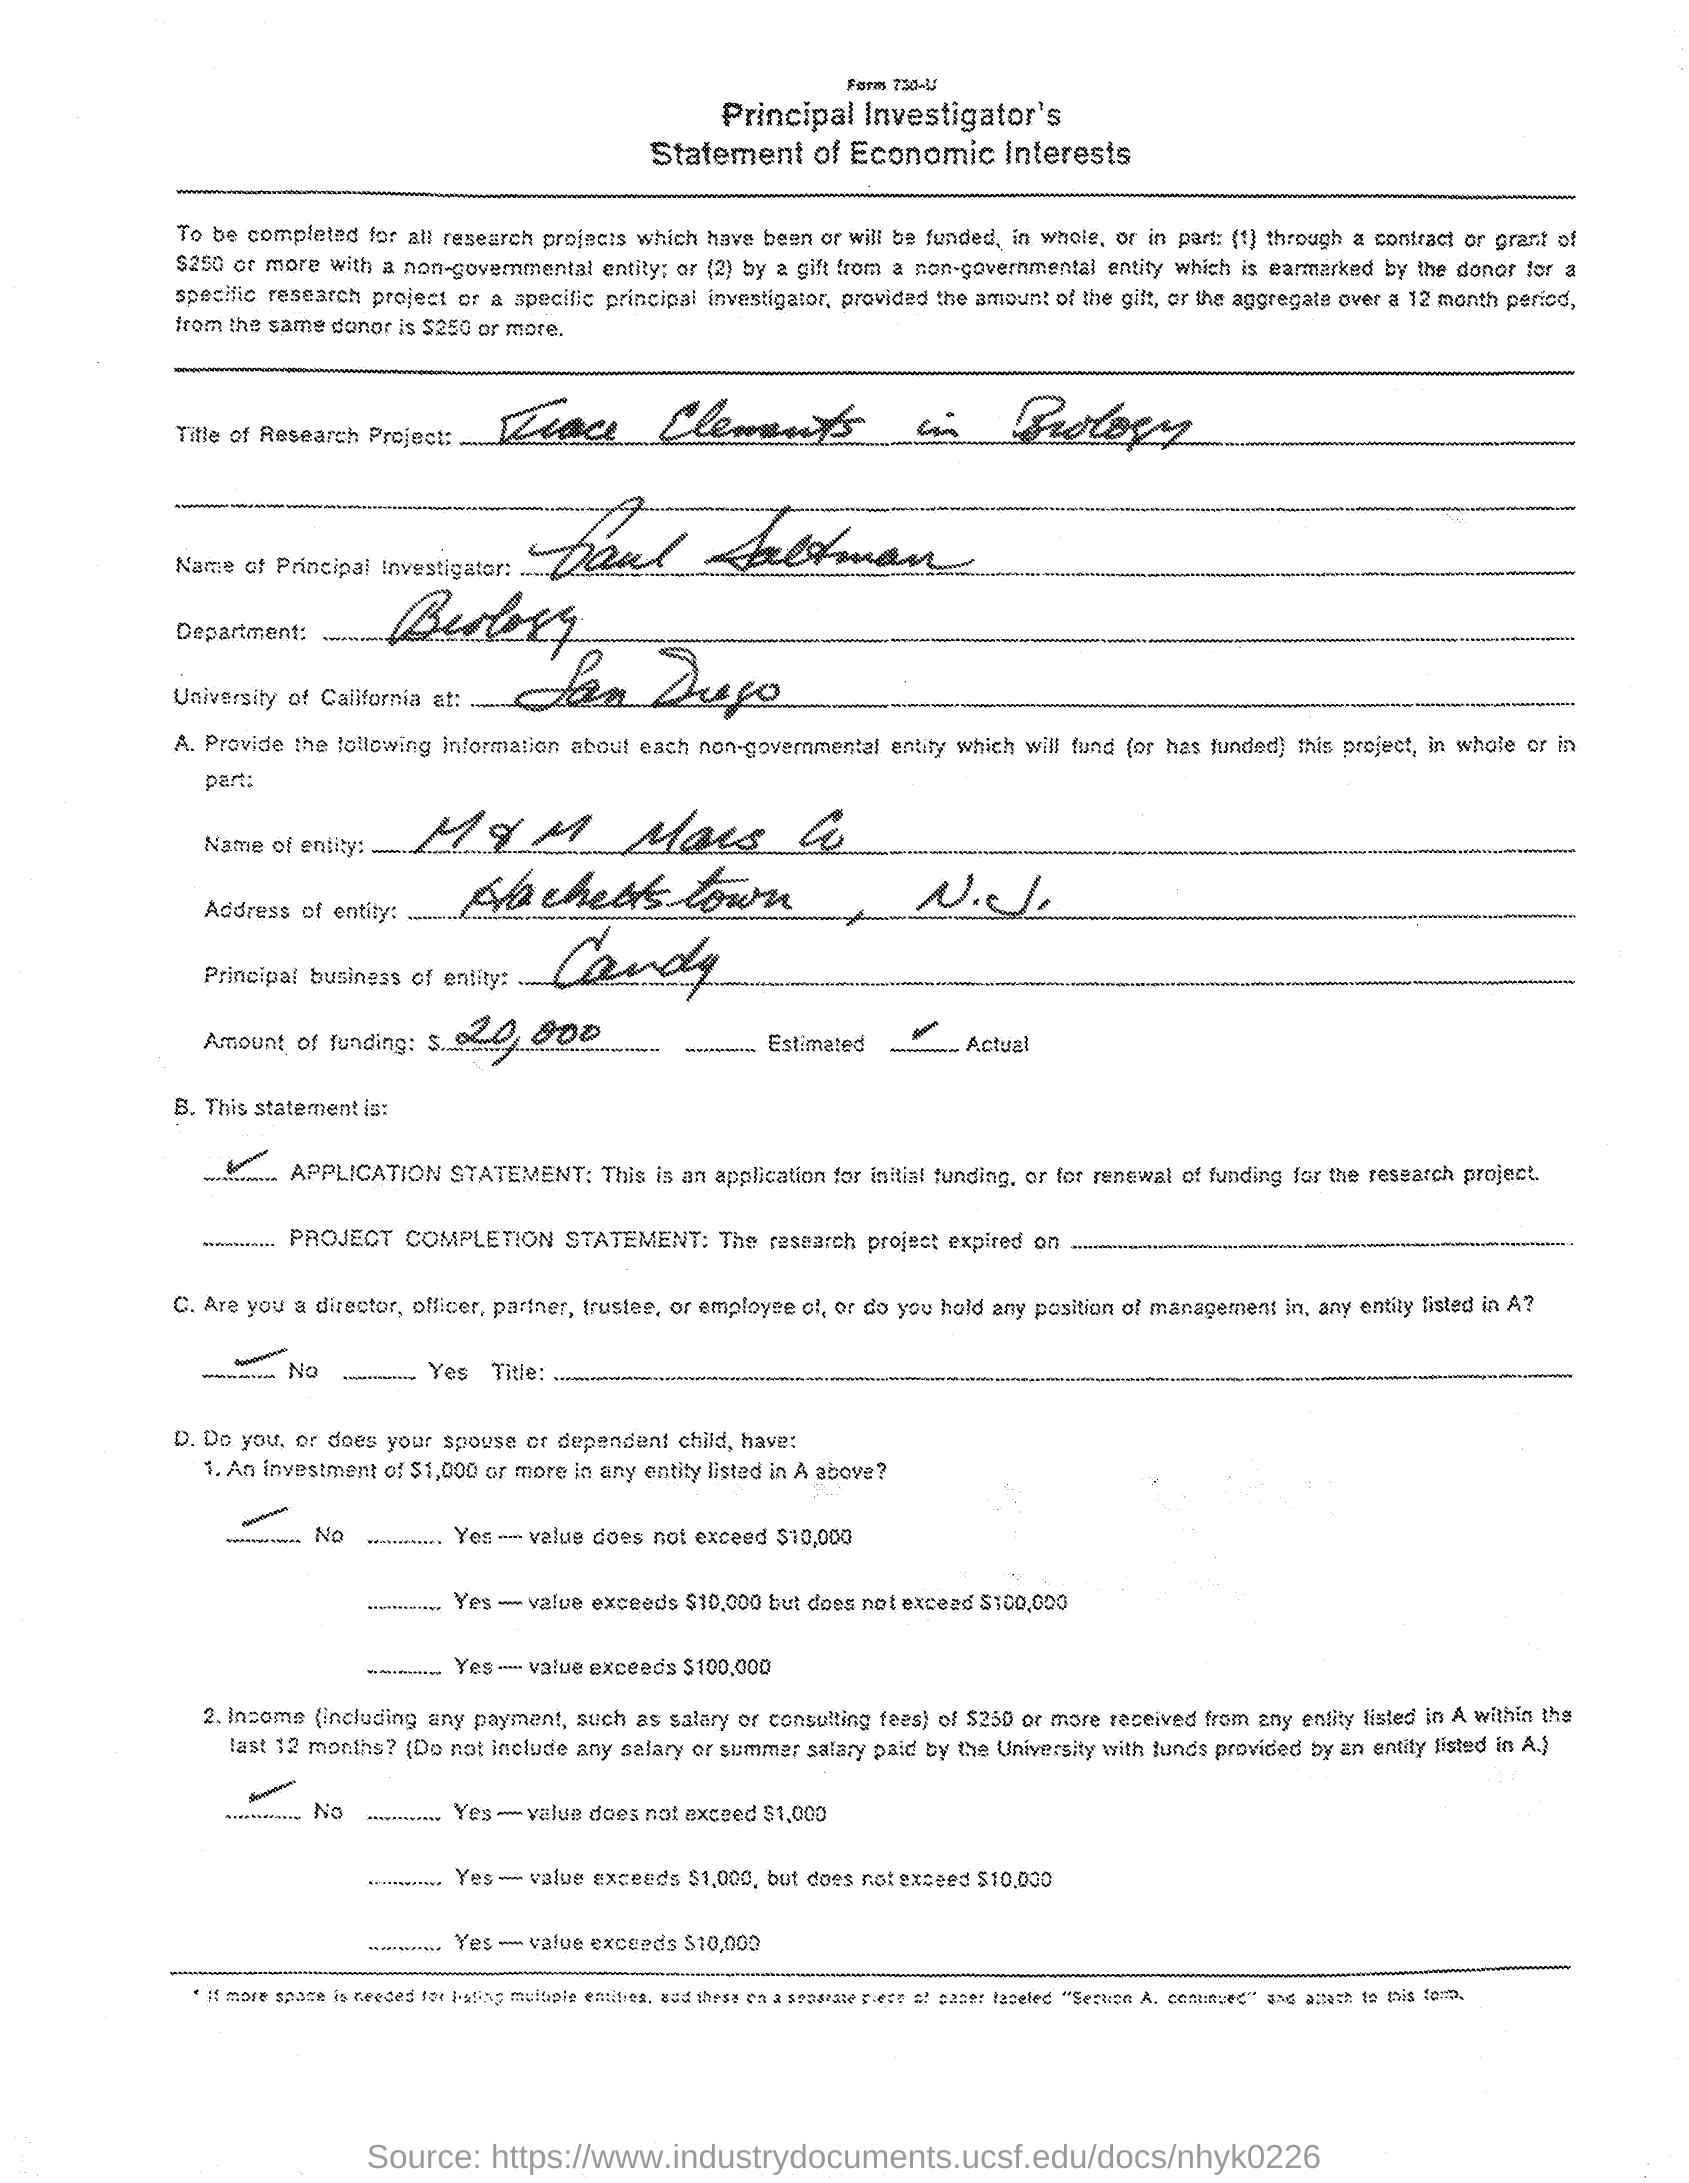 Form 730-U
Principal Investigator's
Statement of Economic Interests
To be completed for all research projects which have been or will be funded, in whole, or in part: (1) through a contract or grant of
$250 or more with a non-governmental entity; or (2) by a gift from a non-governmental entity which is earmarked by the donor for a
specific research project or a specific principal investigator, provided the amount of the gift, or the aggregate over a 12 month period,
from the same donor is $250 or more.
Title of Research Project: Trace Elements in Biology
Name of Principal Investigator: Paul Saltman
Department: Biology
University of California at: San Diego
A. Provide the following information about each non-governmental entity which will fund (or has funded) this project, in whole or in
part:
Name of entity: M & M Mars Co
Address of entity: Hackettstown, N.J.
Principal business of entity: Candy
Amount of funding: $ 20,000 Estimated ✓ Actual
B. This statement is:
✓ APPLICATION STATEMENT: This is an application for initial funding, or for renewal of funding for the research project.
PROJECT COMPLETION STATEMENT: The research project expired on
C. Are you a director, officer, partner, trustee, or employee of, or do you hold any position of management in, any entity listed in A?
✓ No Yes Title:
D. Do you, or does your spouse or dependent child, have:
1. An investment of $1,000 or more in any entity listed in A above?
✓ No Yes — value does not exceed $10,000
Yes — value exceeds $10,000 but does not exceed $100,000
Yes — value exceeds $100,000
2. Income (including any payment, such as salary or consulting fees) of $250 or more received from any entity listed in A within the
last 12 months? (Do not include any salary or summer salary paid by the University with funds provided by an entity listed in A.)
✓ No Yes — value does not exceed $1,000
Yes — value exceeds $1,000, but does not exceed $10,000
Yes — value exceeds $10,000
* If more space is needed for listing multiple entities, add these on a separate piece of paper labeled "Section A. continued" and attach to this form.
Source: https://www.industrydocuments.ucsf.edu/docs/nhyk0226